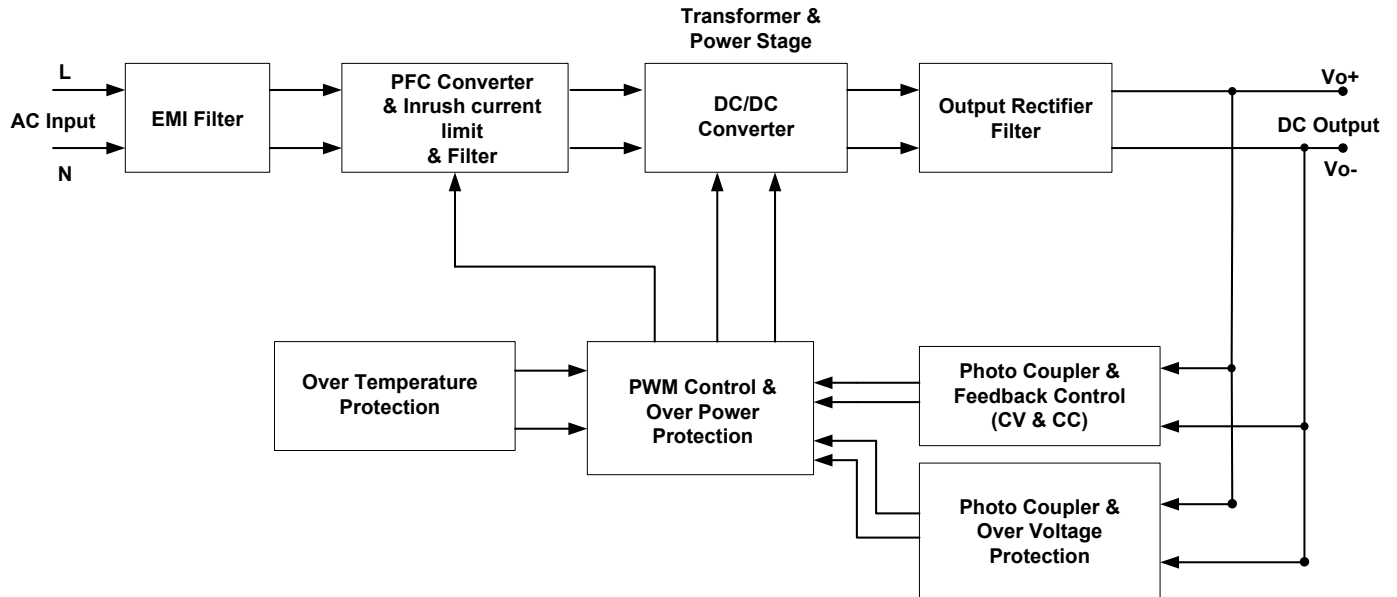 Transformer &
Power Stage
L
AC Input
N
EMI Filter
PFC Converter
& Inrush current
limit
& Filter
DC/DC
Converter
Output Rectifier
Filter
Vo+
DC Output
Vo-
Over Temperature
Protection
PWM Control &
Over Power
Protection
Photo Coupler &
Feedback Control
(CV & CC)
Photo Coupler &
Over Voltage
Protection